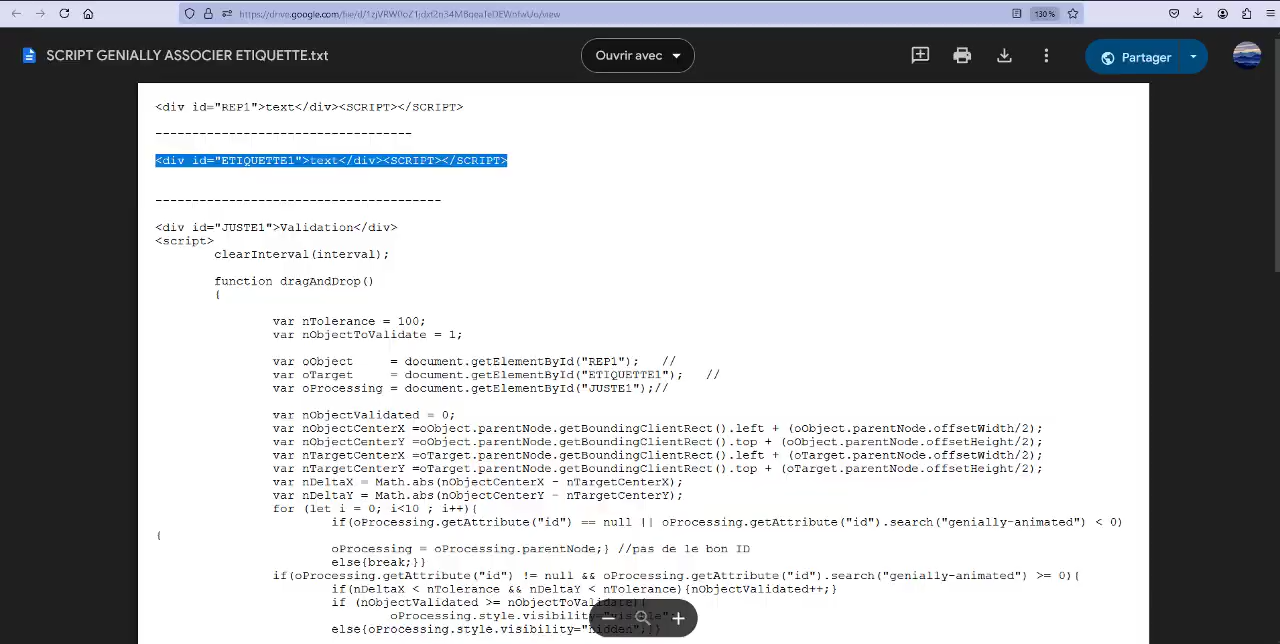 https://drive.google.com/file/d/1zjVRW0oZ1jdxf2n34M8qeaTeDEWofwUo/view
130 %
SCRIPT GENIALLY ASSOCIER ETIQUETTE.txt
Ouvrir avec
Partager
<div id="REP1">text</div><SCRIPT></SCRIPT>
-----------------------------------
<div id="ETIQUETTE1">text</div><SCRIPT></SCRIPT>
---------------------------------------
<div id="JUSTE1">Validation</div>
<script>
clearInterval(interval);
function dragAndDrop()
{
var nTolerance = 100;
var nObjectToValidate = 1;
var oObject     = document.getElementById("REP1");   //
var oTarget     = document.getElementById("ETIQUETTE1");   //
var oProcessing = document.getElementById("JUSTE1");//
var nObjectValidated = 0;
var nObjectCenterX =oObject.parentNode.getBoundingClientRect().left + (oObject.parentNode.offsetWidth/2);
var nObjectCenterY =oObject.parentNode.getBoundingClientRect().top + (oObject.parentNode.offsetHeight/2);
var nTargetCenterX =oTarget.parentNode.getBoundingClientRect().left + (oTarget.parentNode.offsetWidth/2);
var nTargetCenterY =oTarget.parentNode.getBoundingClientRect().top + (oTarget.parentNode.offsetHeight/2);
var nDeltaX = Math.abs(nObjectCenterX - nTargetCenterX);
var nDeltaY = Math.abs(nObjectCenterY - nTargetCenterY);
for (let i = 0; i<10 ; i++){
if(oProcessing.getAttribute("id") == null || oProcessing.getAttribute("id").search("genially-animated") < 0)
{
oProcessing = oProcessing.parentNode;} //pas de le bon ID
else{break;}}
if(oProcessing.getAttribute("id") != null && oProcessing.getAttribute("id").search("genially-animated") >= 0){
if(nDeltaX < nTolerance && nDeltaY < nTolerance){nObjectValidated++;}
if (nObjectValidated >= nObjectToValidate){
oProcessing.style.visibility="visible";
else{oProcessing.style.visibility="hidden";}}